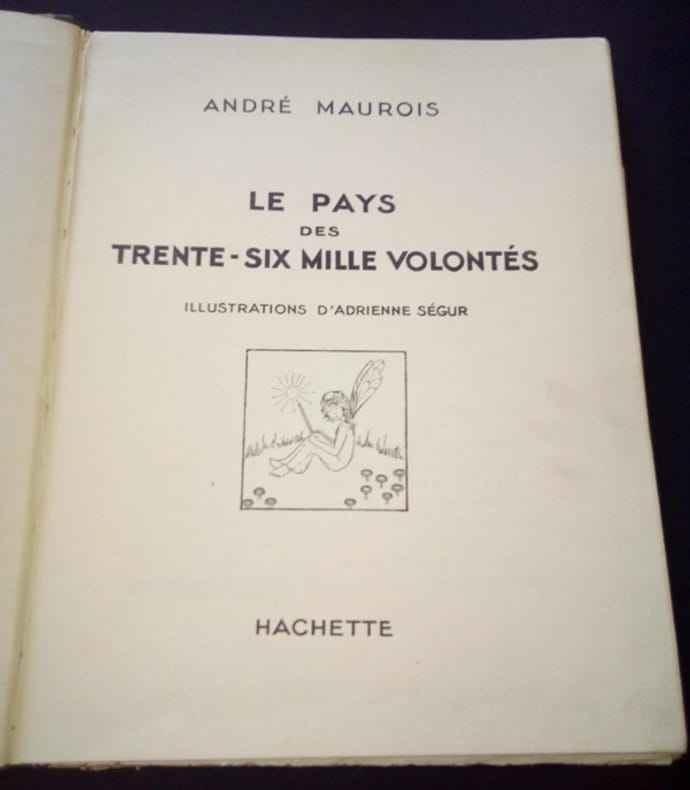 ANDRÉ MAUROIS
LE PAYS
DES
TRENTE-SIX MILLE VOLONTÉS
ILLUSTRATIONS D'ADRIENNE SÉGUR
HACHETTE